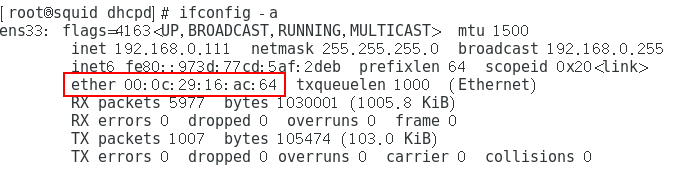 [root@squid dhcpd]# ifconfig -a
ens33: flags=4163<UP,BROADCAST,RUNNING,MULTICAST> mtu 1500
inet 192.168.0.111 netmask 255.255.255.0 broadcast 192.168.0.255
inet6 fe80::973d:77cd:5af:2deb prefixlen 64 scopeid 0x20<link>
ether 00:0c:29:16:ac:64 txqueuelen 1000 (Ethernet)
RX packets 5977 bytes 1030001 (1005.8 KiB)
RX errors 0 dropped 0 overruns 0 frame 0
TX packets 1007 bytes 105474 (103.0 KiB)
TX errors 0 dropped 0 overruns 0 carrier 0 collisions 0